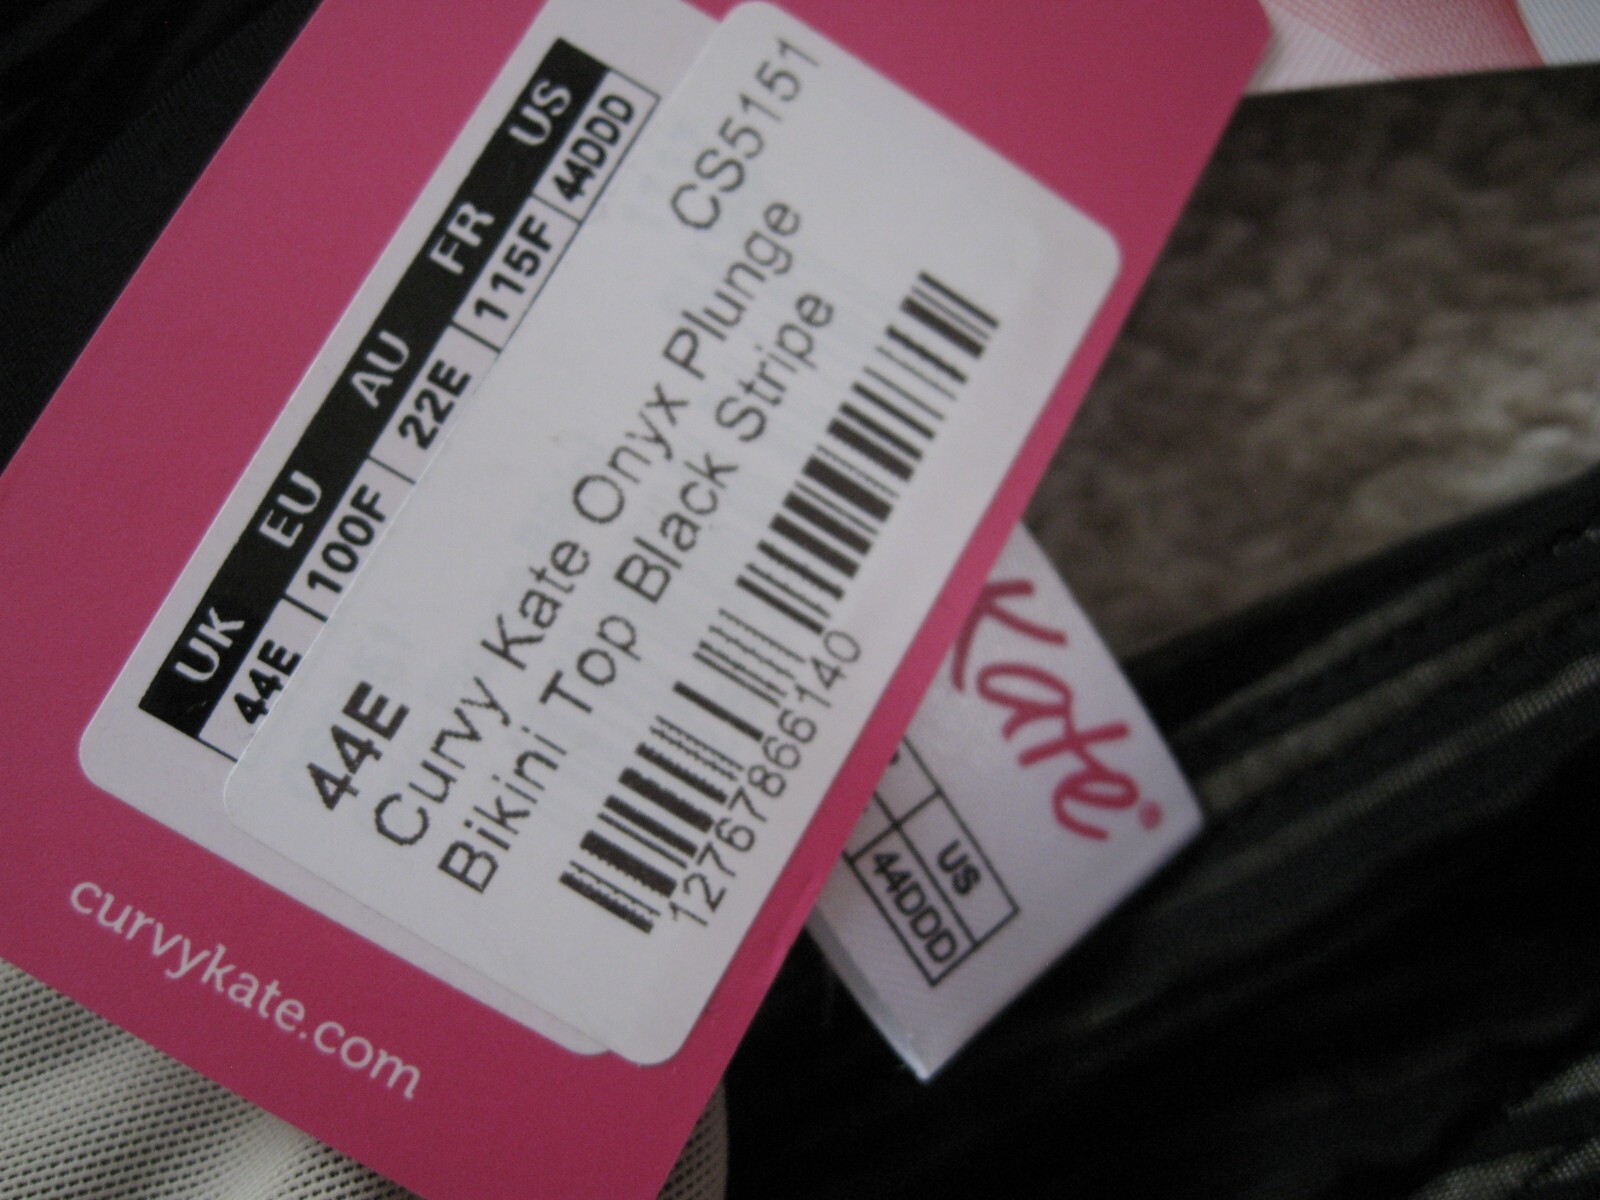 UK EU AU FR US
44E 100F 22E 115F 44DDD
CS5151
44E
Curvy Kate Onyx Plunge
Bikini Top Black Stripe
12767866140
curvykate.com
Kate
US
44DDD